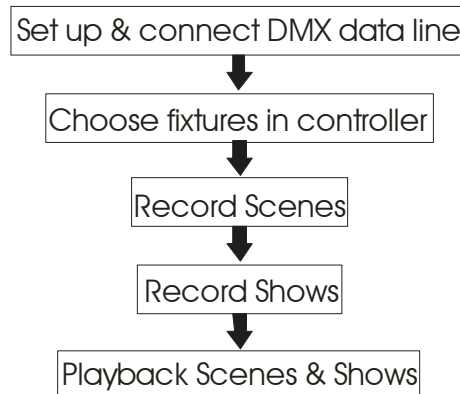 Set up & connect DMX data line
Choose fixtures in controller
Record Scenes
Record Shows
Playback Scenes & Shows